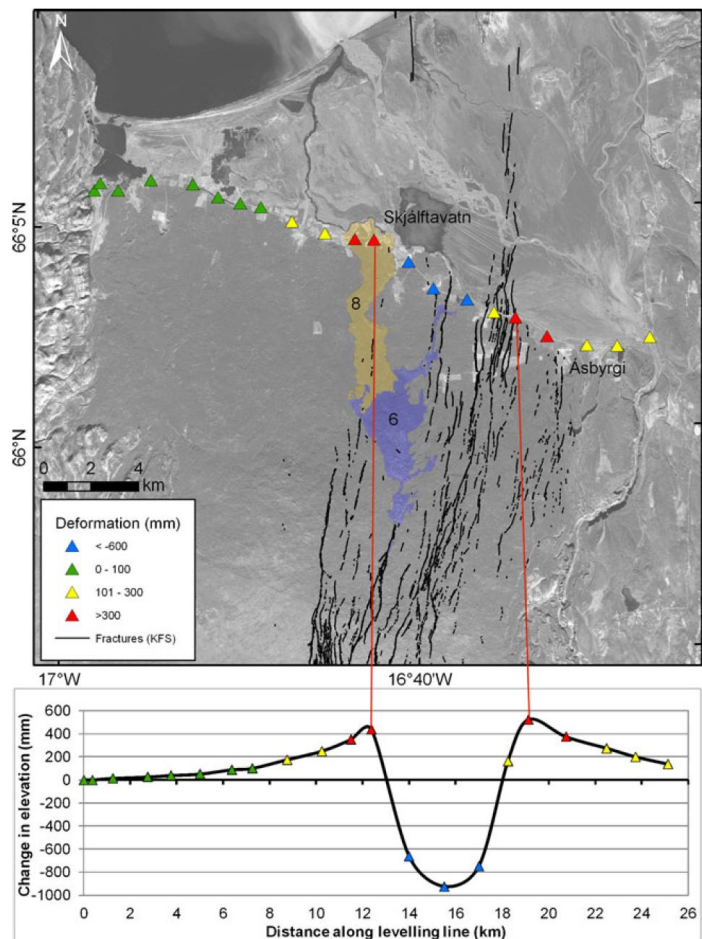 N
Skjálftavatn
66°5'N
8
Ásbyrgi
6
66°N
0 2 4
km
Deformation (mm)
< -600
0 - 100
101 - 300
>300
Fractures (KFS)
17°W
16°40'W
Change in elevation (mm)
600
400
200
0
-200
-400
-600
-800
-1000
0 2 4 6 8 10 12 14 16 18 20 22 24 26
Distance along levelling line (km)